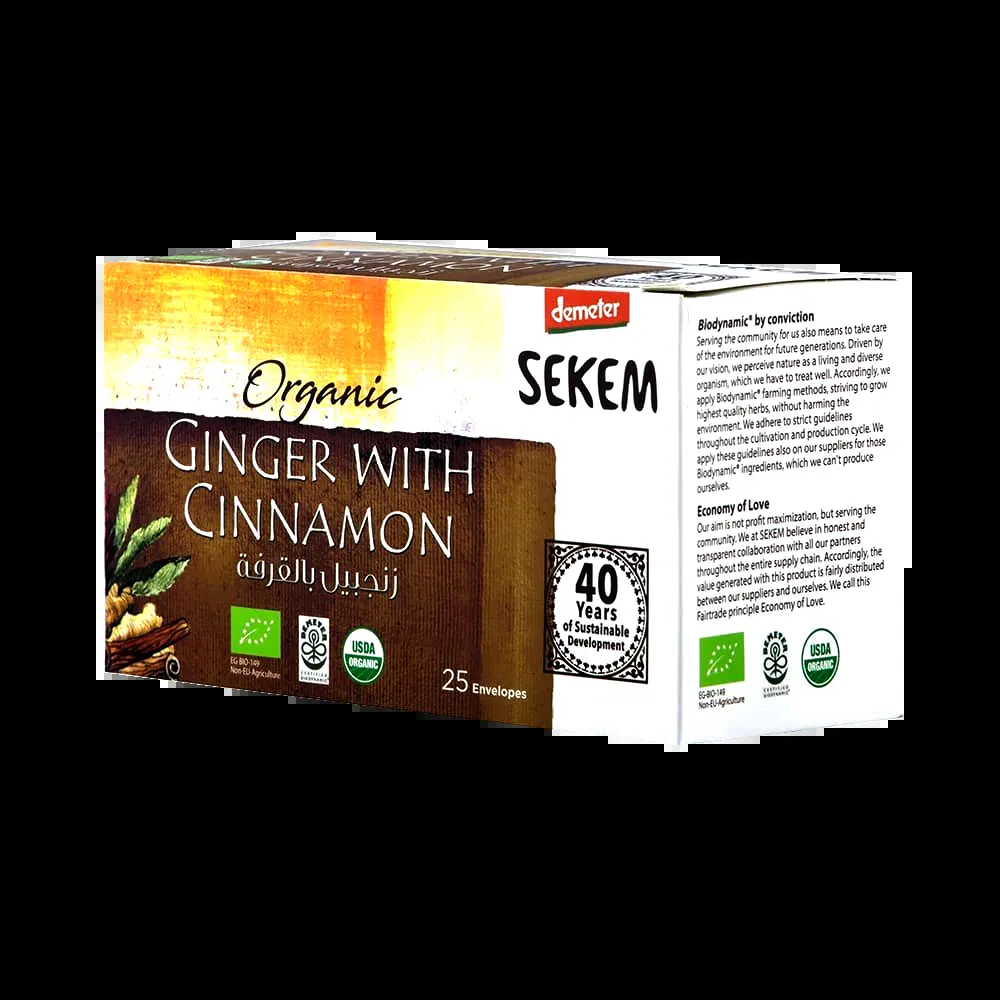 CINNAMON
demeter
SEKEM
Organic
GINGER WITH
CINNAMON
زنجبيل بالقرفة
EG-BIO-149
Non-EU-Agriculture
DEMETER
CERTIFIED
BIODYNAMIC®
USDA
ORGANIC
25 Envelopes
40
Years
of Sustainable
Development
Biodynamic® by conviction
Serving the community for us also means to take care
of the environment for future generations. Driven by
our vision, we perceive nature as a living and diverse
organism, which we have to treat well. Accordingly, we
apply Biodynamic® farming methods, striving to grow
highest quality herbs, without harming the
environment. We adhere to strict guidelines
throughout the cultivation and production cycle. We
apply these guidelines also on our suppliers for those
Biodynamic® ingredients, which we can't produce
ourselves.
Economy of Love
Our aim is not profit maximization, but serving the
community. We at SEKEM believe in honest and
transparent collaboration with all our partners
throughout the entire supply chain. Accordingly, the
value generated with this product is fairly distributed
between our suppliers and ourselves. We call this
Fairtrade principle Economy of Love.
EG-BIO-149
Non-EU-Agriculture
DEMETER
CERTIFIED
BIODYNAMIC®
USDA
ORGANIC